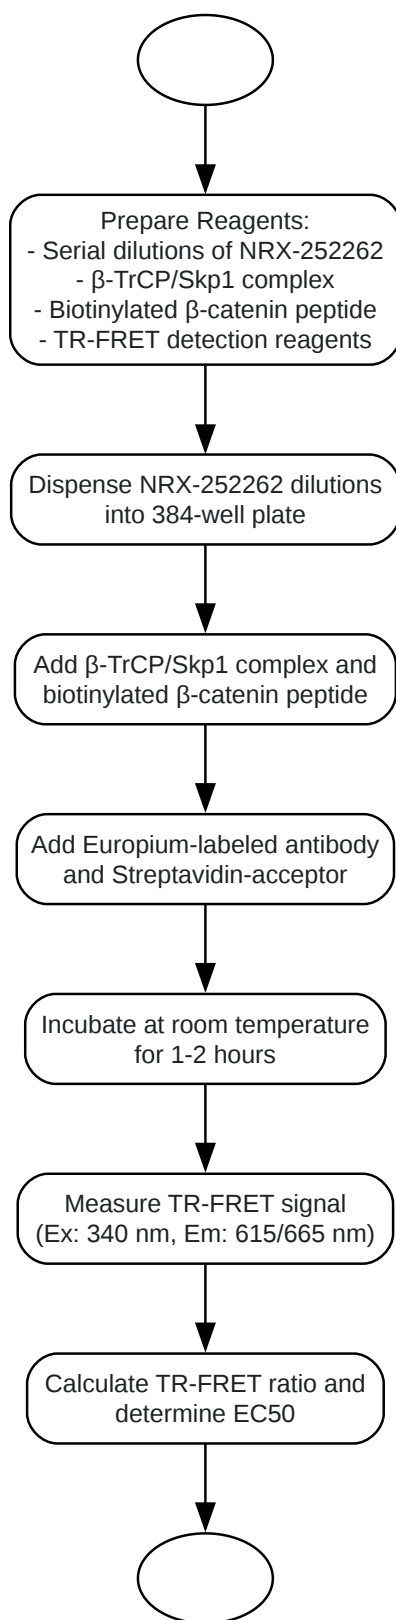 Prepare Reagents:
- Serial dilutions of NRX-252262
- β-TrCP/Skp1 complex
- Biotinylated β-catenin peptide
- TR-FRET detection reagents
Dispense NRX-252262 dilutions
into 384-well plate
Add β-TrCP/Skp1 complex and
biotinylated β-catenin peptide
Add Europium-labeled antibody
and Streptavidin-acceptor
Incubate at room temperature
for 1-2 hours
Measure TR-FRET signal
(Ex: 340 nm, Em: 615/665 nm)
Calculate TR-FRET ratio and
determine EC50